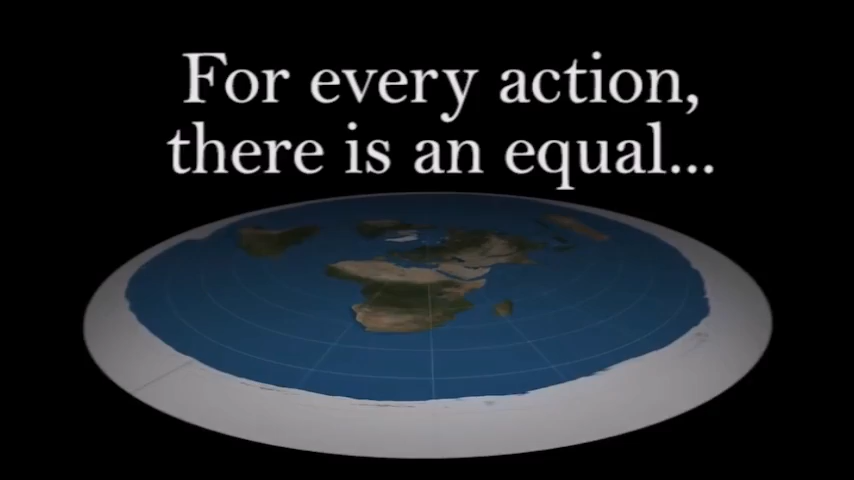 For every action,
there is an equal...